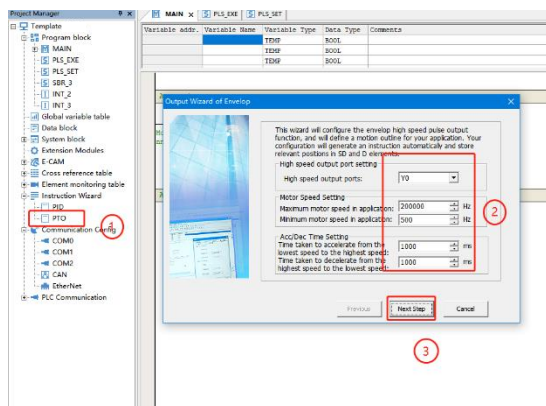 Project Manager
Template
Program block
MAIN
PLS_EXE
PLS_SET
SBR_3
INT_2
INT_3
Global variable table
Data block
System block
Extension Modules
E-CAM
Cross reference table
Element monitoring table
Instruction Wizard
PID
PTO
Communication Config
COM0
COM1
COM2
CAN
EtherNet
PLC Communication
1
MAIN x
PLS_EXE
PLS_SET
Variable addr. Variable Name Variable Type Data Type Comments
TEMP BOOL
TEMP BOOL
TEMP BOOL
Output Wizard of Envelop
This wizard will configure the envelop high speed pulse output
function, and will define a motion outline for your application. Your
configuration will generate an instruction automatically and store
relevant positions in SD and D elements.
High speed output port setting
High speed output ports: Y0
Motor Speed Setting
Maximum motor speed in application: 200000 Hz
Minimum motor speed in application: 500 Hz
Acc/Dec Time Setting
Time taken to accelerate from the
lowest speed to the highest speed: 1000 ms
Time taken to decelerate from the
highest speed to the lowest speed: 1000 ms
2
Previous Next Step Cancel
3